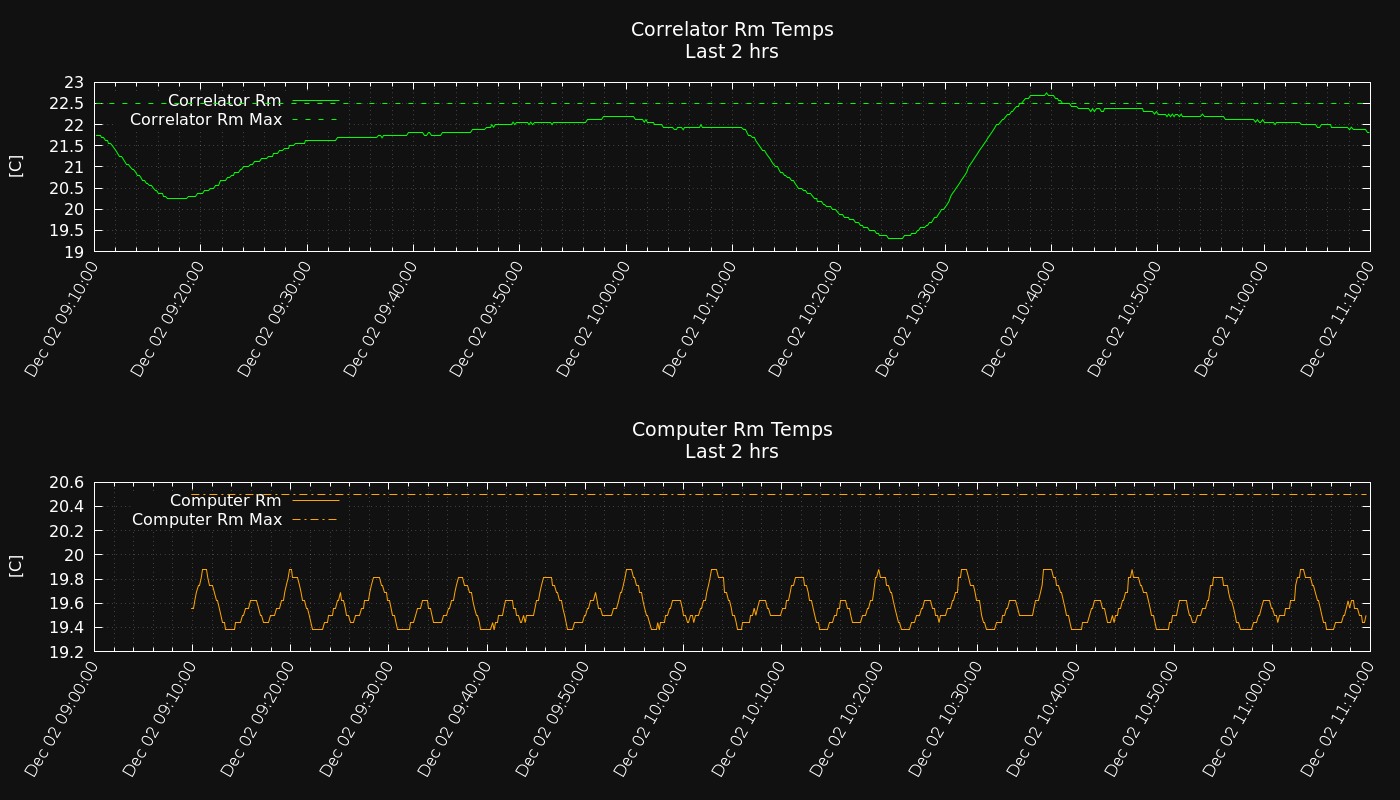 Correlator Rm Temps
Last 2 hrs
23
22.5
22
21.5
21
20.5
20
19.5
19
[C]
Correlator Rm
Correlator Rm Max
Dec 02 09:10:00
Dec 02 09:20:00
Dec 02 09:30:00
Dec 02 09:40:00
Dec 02 09:50:00
Dec 02 10:00:00
Dec 02 10:10:00
Dec 02 10:20:00
Dec 02 10:30:00
Dec 02 10:40:00
Dec 02 10:50:00
Dec 02 11:00:00
Dec 02 11:10:00
Computer Rm Temps
Last 2 hrs
20.6
20.4
20.2
20
19.8
19.6
19.4
19.2
[C]
Computer Rm
Computer Rm Max
Dec 02 09:00:00
Dec 02 09:10:00
Dec 02 09:20:00
Dec 02 09:30:00
Dec 02 09:40:00
Dec 02 09:50:00
Dec 02 10:00:00
Dec 02 10:10:00
Dec 02 10:20:00
Dec 02 10:30:00
Dec 02 10:40:00
Dec 02 10:50:00
Dec 02 11:00:00
Dec 02 11:10:00